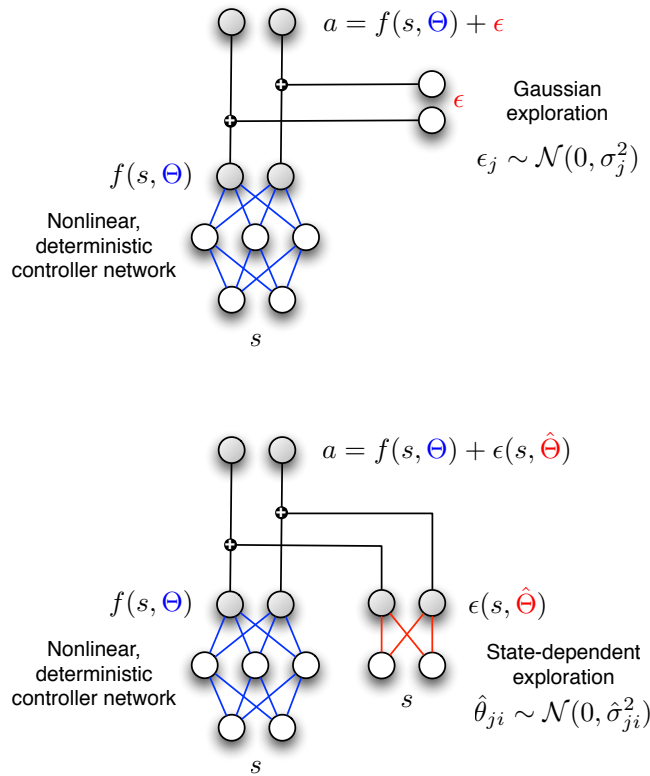 a = f(s, Θ) + ϵ
ϵ
Gaussian
exploration
ϵ_j ∼ N(0, σ_j^2)
f(s, Θ)
Nonlinear,
deterministic
controller network
s
a = f(s, Θ) + ϵ(s, Θ̂)
f(s, Θ)
ϵ(s, Θ̂)
Nonlinear,
deterministic
controller network
State-dependent
exploration
s
θ̂_ji ∼ N(0, σ̂_ji^2)
s